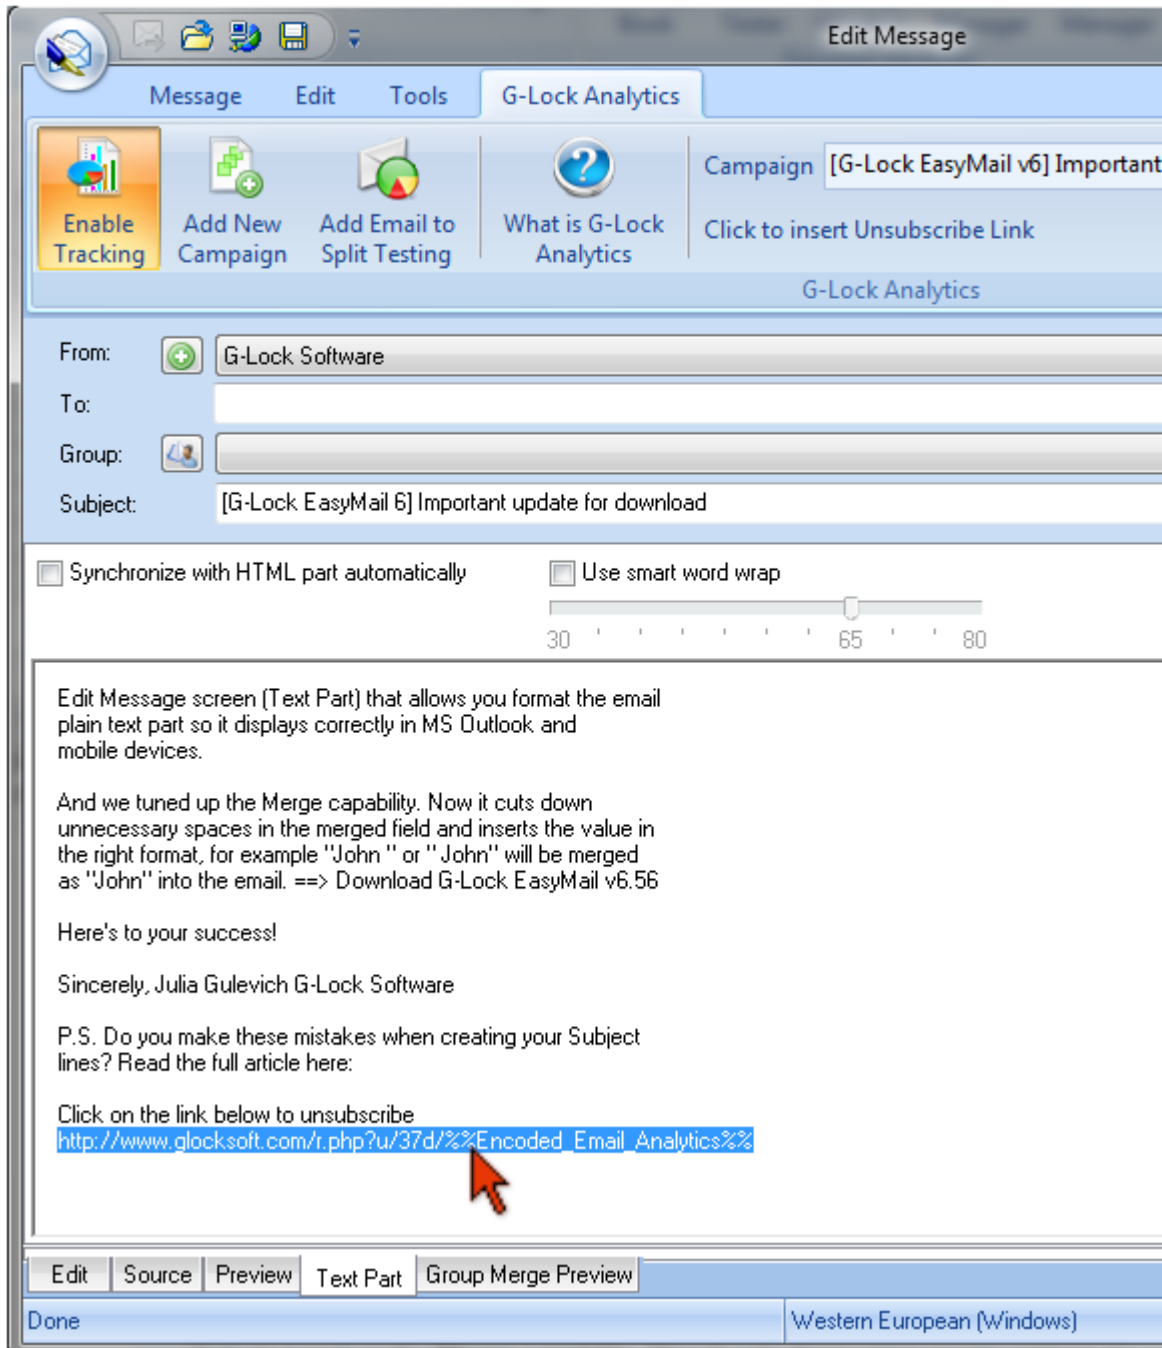 Edit Message
Message Edit Tools G-Lock Analytics
Enable Tracking
Add New Campaign
Add Email to Split Testing
What is G-Lock Analytics
Campaign [G-Lock EasyMail v6] Important
Click to insert Unsubscribe Link
G-Lock Analytics
From: G-Lock Software
To:
Group:
Subject: [G-Lock EasyMail 6] Important update for download
Synchronize with HTML part automatically Use smart word wrap
30 65 80
Edit Message screen (Text Part) that allows you format the email
plain text part so it displays correctly in MS Outlook and
mobile devices.
And we tuned up the Merge capability. Now it cuts down
unnecessary spaces in the merged field and inserts the value in
the right format, for example "John " or " John" will be merged
as "John" into the email. ==> Download G-Lock EasyMail v6.56
Here's to your success!
Sincerely, Julia Gulevich G-Lock Software
P.S. Do you make these mistakes when creating your Subject
lines? Read the full article here:
Click on the link below to unsubscribe
http://www.glocksoft.com/r.php?u/37d/%%Encoded_Email_Analytics%%
Edit Source Preview Text Part Group Merge Preview
Done Western European (Windows)